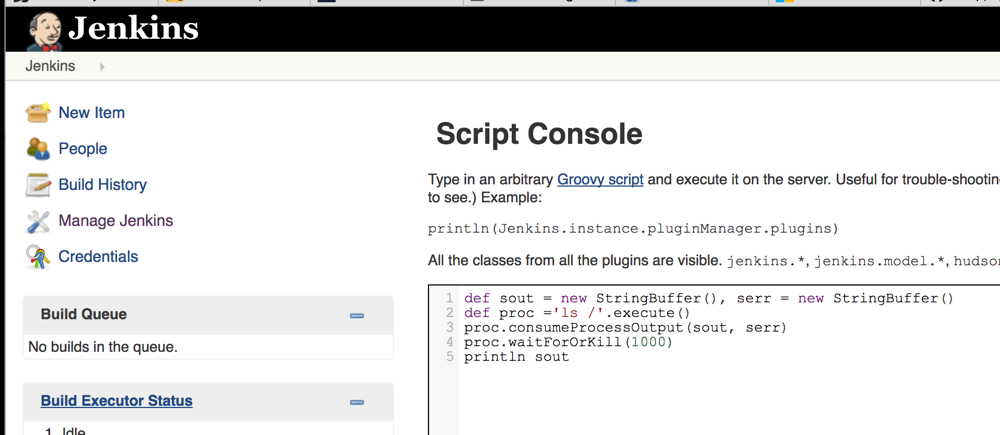 Jenkins
Jenkins
New Item
People
Build History
Manage Jenkins
Credentials
Build Queue
No builds in the queue.
Build Executor Status
1 Idle
Script Console
Type in an arbitrary Groovy script and execute it on the server. Useful for trouble-shootin
to see.) Example:
println(Jenkins.instance.pluginManager.plugins)
All the classes from all the plugins are visible. jenkins.*, jenkins.model.*, hudso
1 def sout = new StringBuffer(), serr = new StringBuffer()
2 def proc ='ls /'.execute()
3 proc.consumeProcessOutput(sout, serr)
4 proc.waitForOrKill(1000)
5 println sout